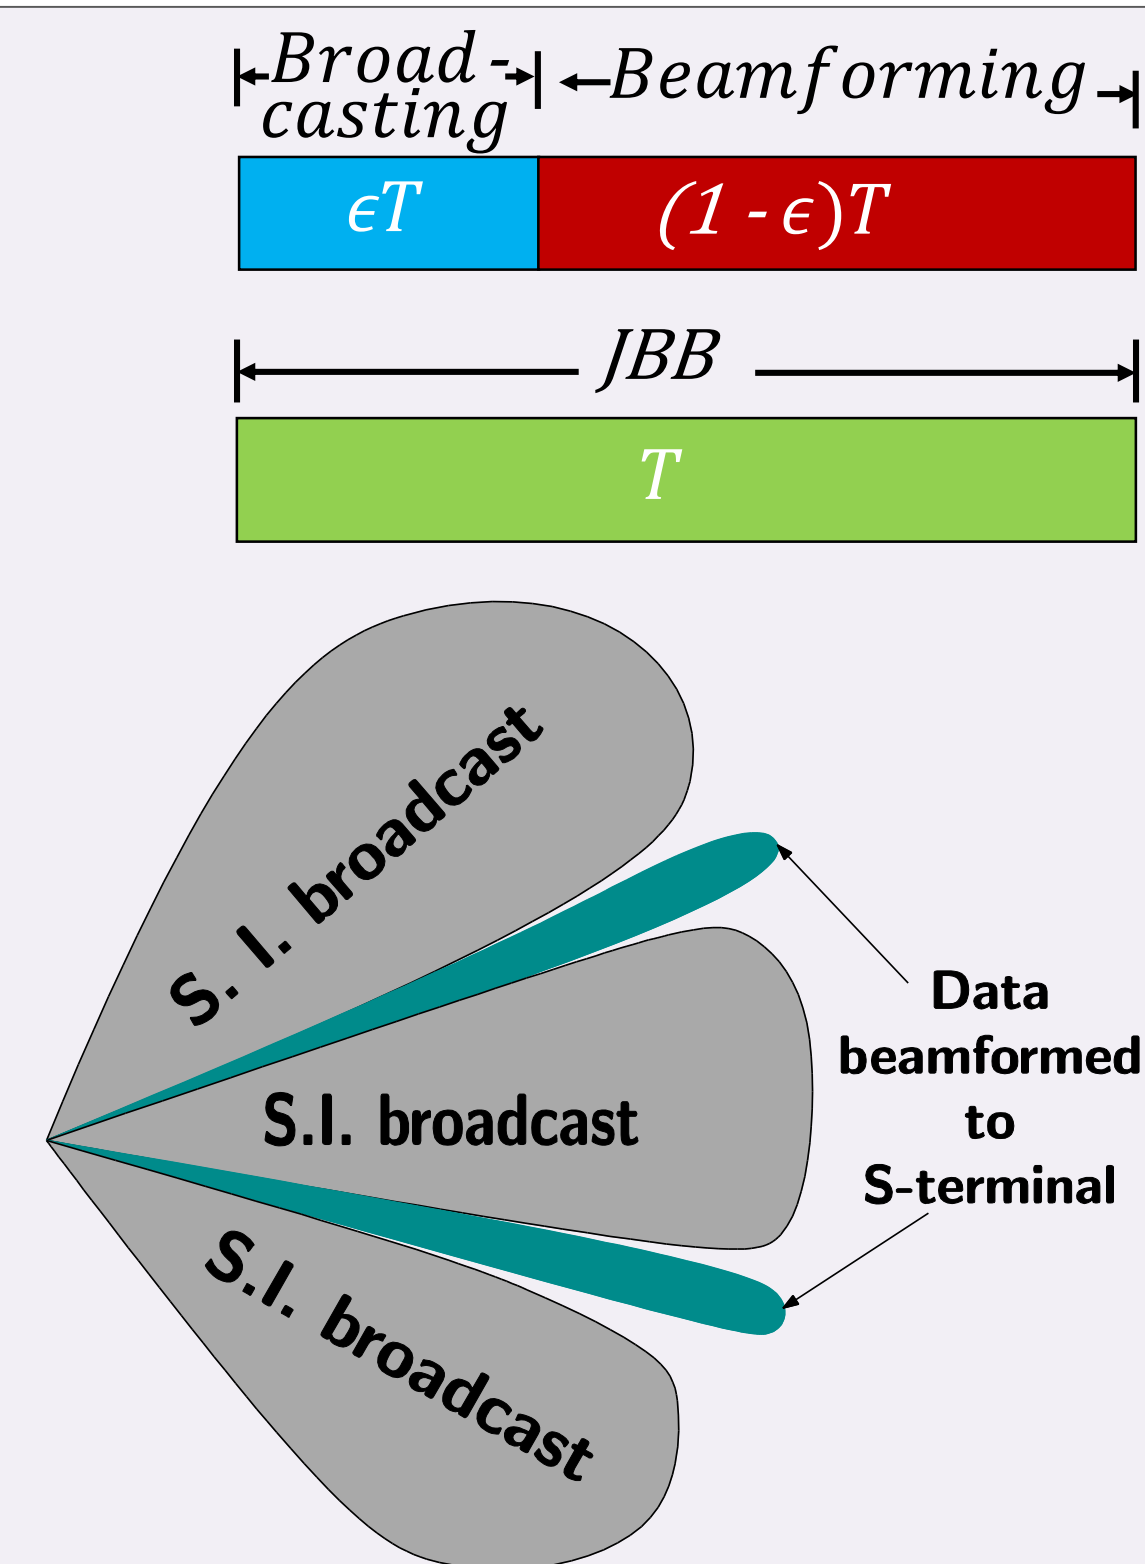 Broad-
casting
Beamforming
ϵT
(1 - ϵ)T
JBB
T
S. I. broadcast
S.I. broadcast
S.I. broadcast
Data
beamformed
to
S-terminal